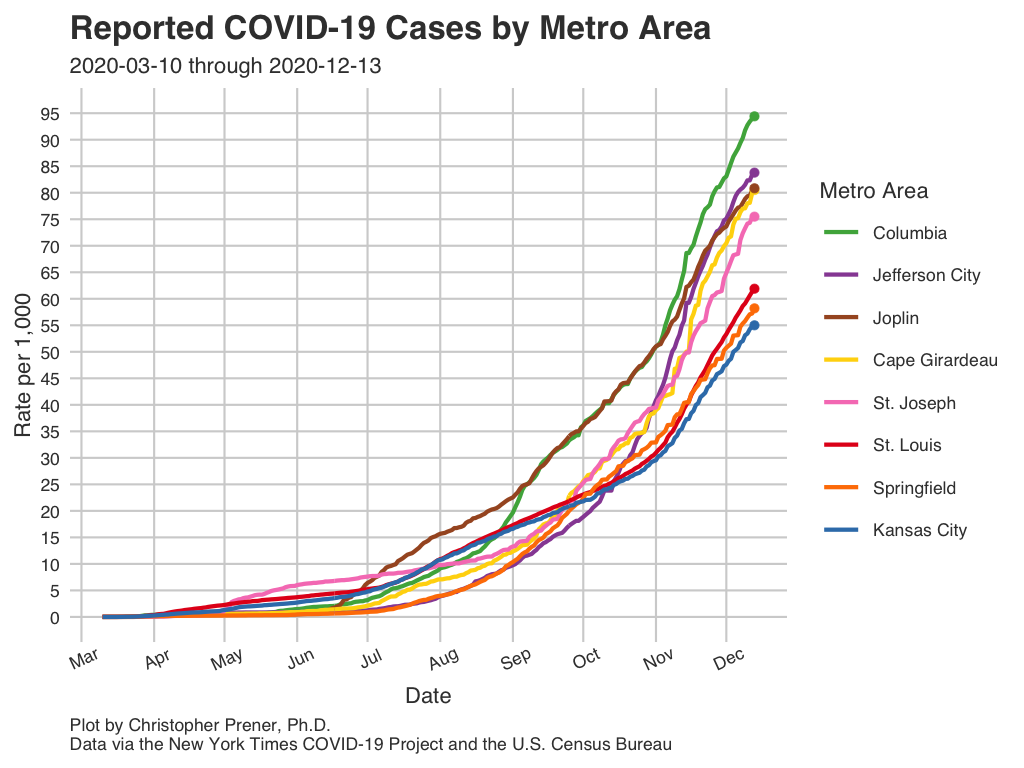 Reported COVID-19 Cases by Metro Area
2020-03-10 through 2020-12-13
95
90
85
80
75
70
65
60
55
50
45
40
35
30
25
20
15
10
5
0
Rate per 1,000
Mar Apr May Jun Jul Aug Sep Oct Nov Dec
Date
Metro Area
Columbia
Jefferson City
Joplin
Cape Girardeau
St. Joseph
St. Louis
Springfield
Kansas City
Plot by Christopher Prener, Ph.D.
Data via the New York Times COVID-19 Project and the U.S. Census Bureau